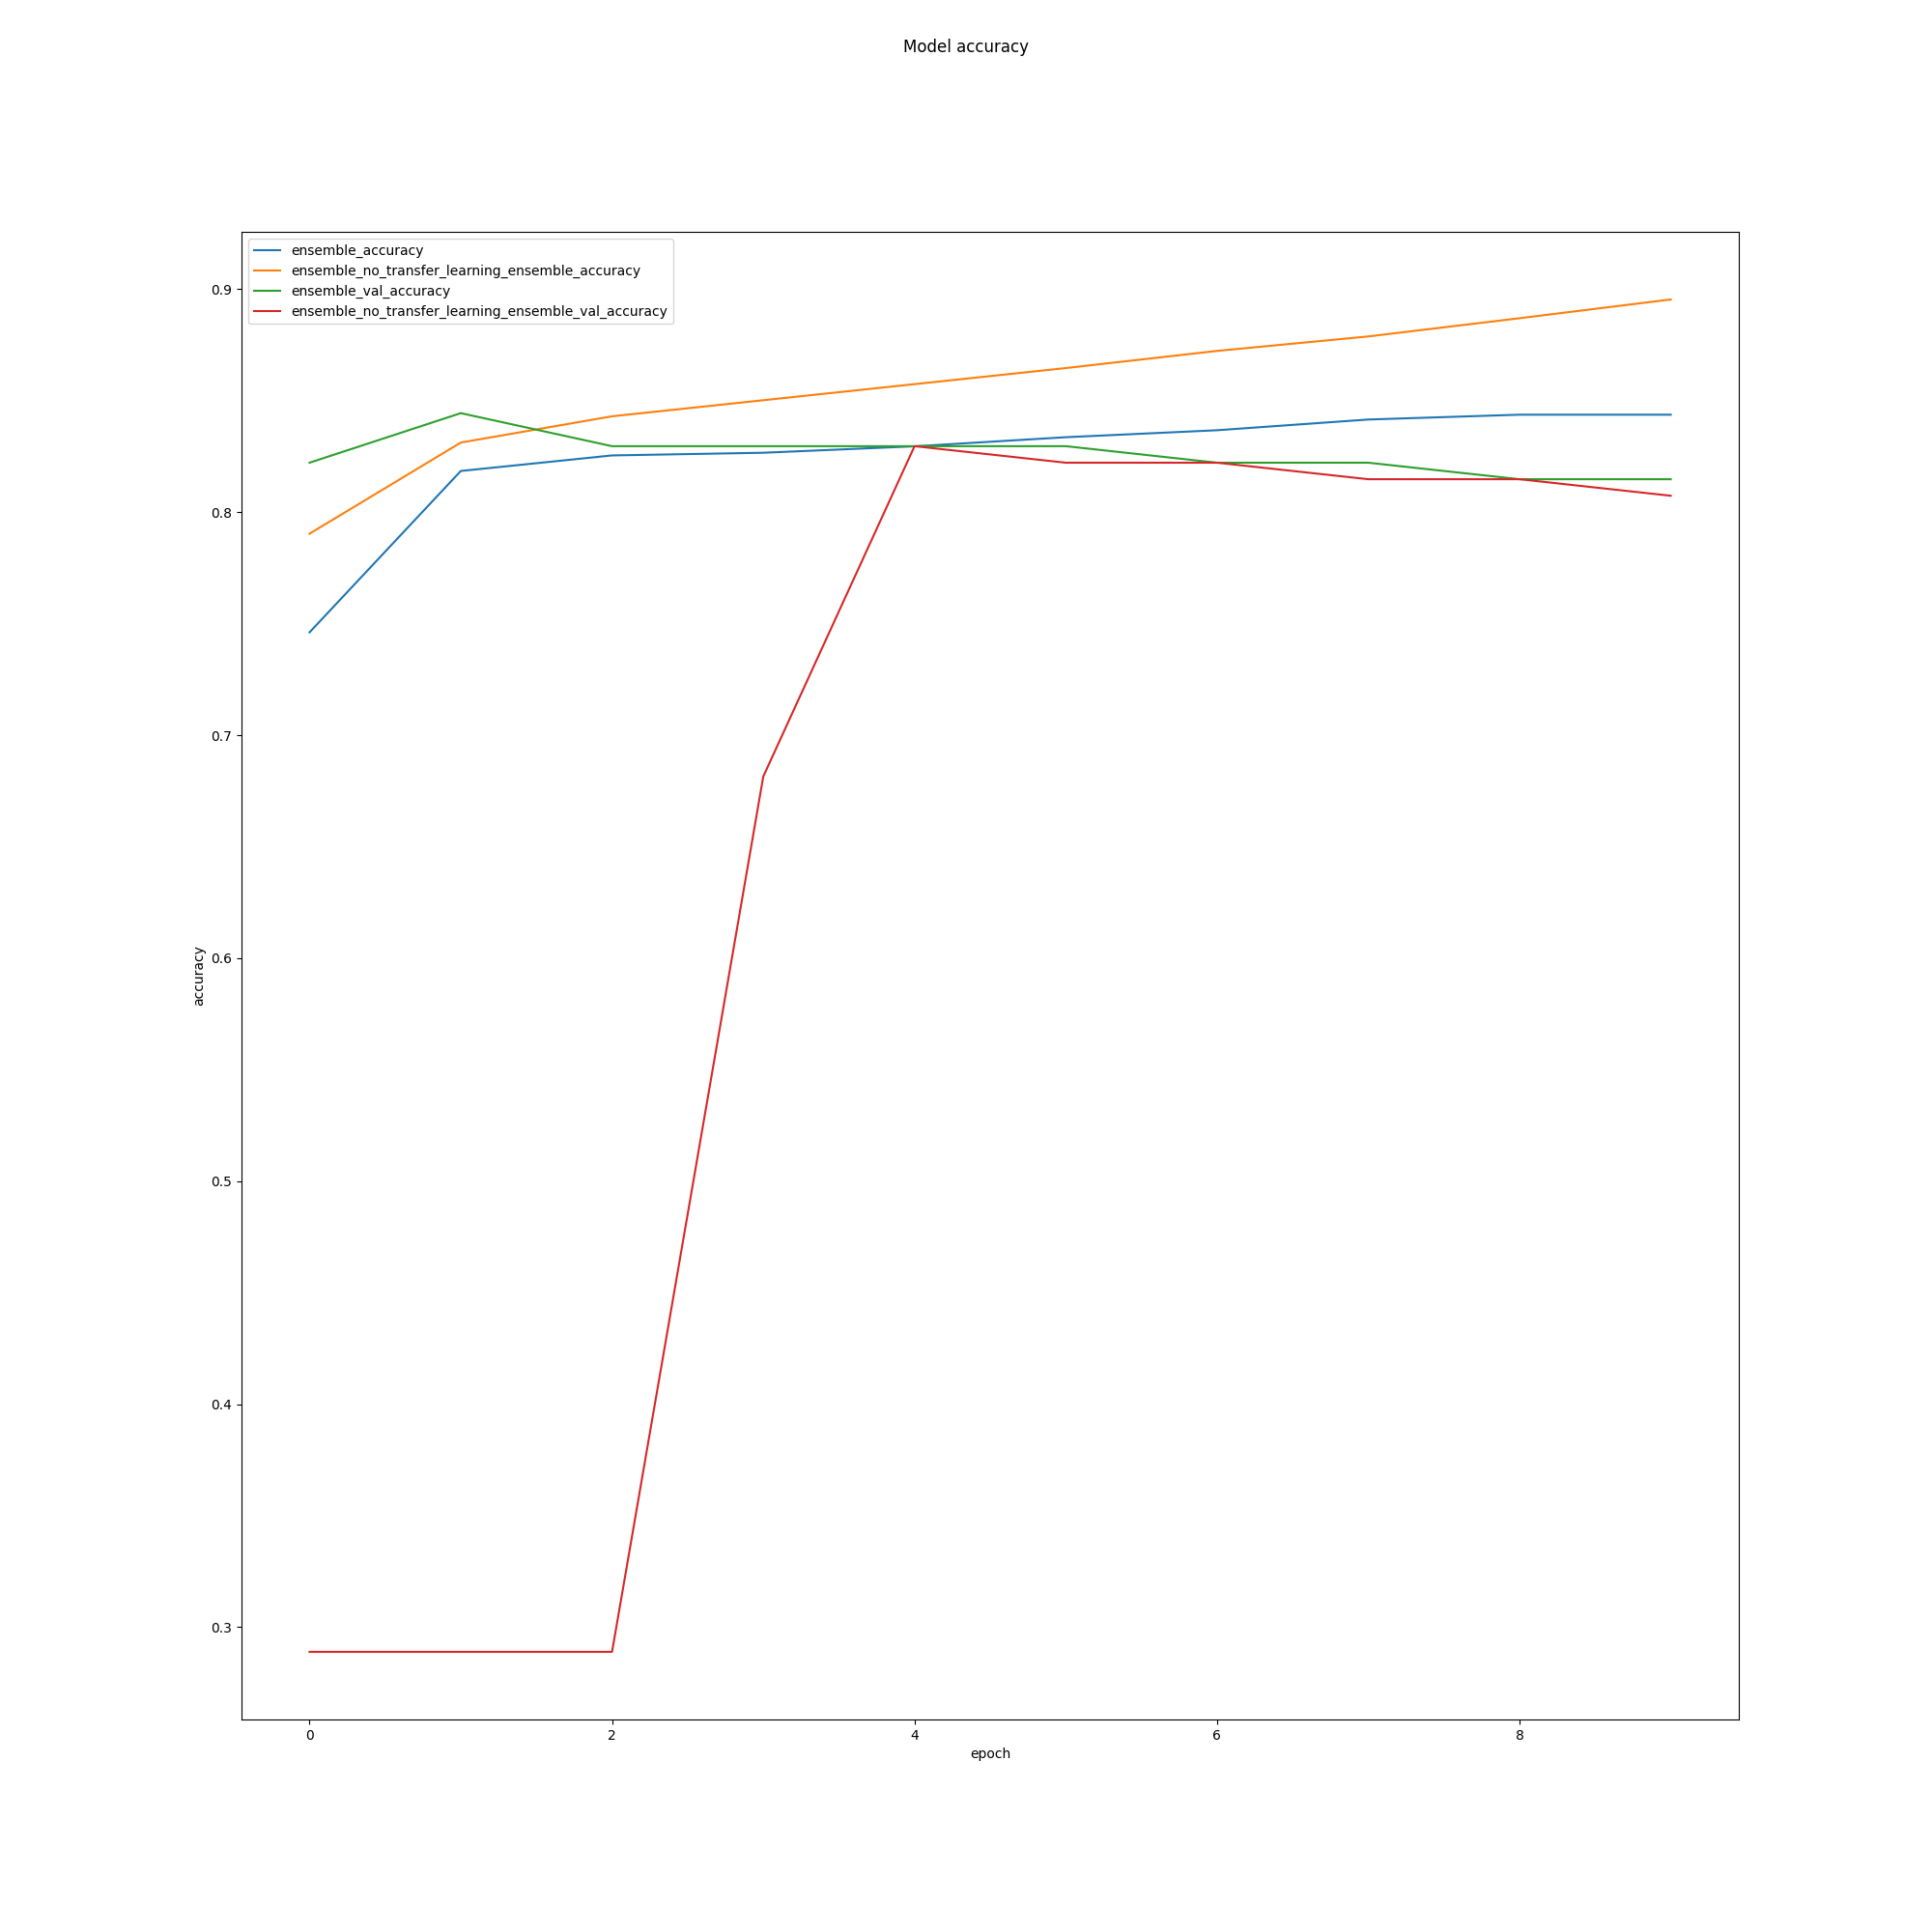 Model accuracy
ensemble_accuracy
ensemble_no_transfer_learning_ensemble_accuracy
ensemble_val_accuracy
ensemble_no_transfer_learning_ensemble_val_accuracy
0.9
0.8
0.7
0.6
0.5
0.4
0.3
accuracy
0 2 4 6 8
epoch